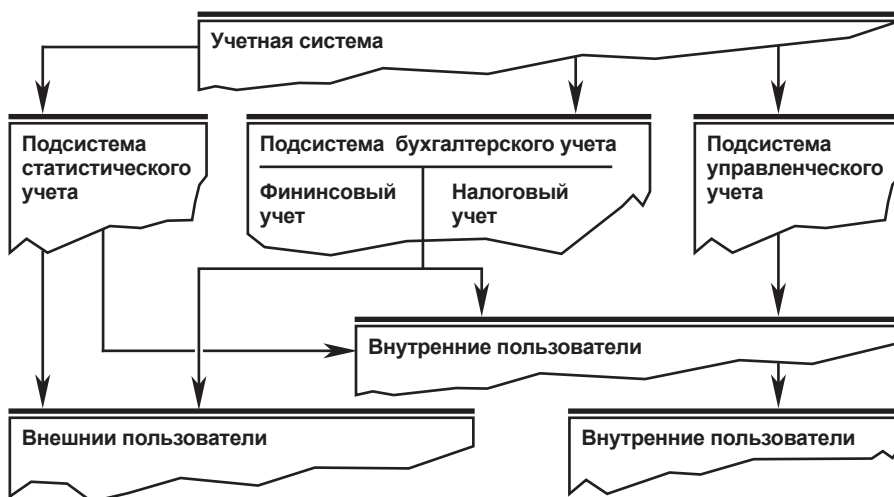 Учетная система
Подсистема
статистического
учета
Подсистема бухгалтерского учета
Фининсовый
учет
Налоговый
учет
Подсистема
управленческого
учета
Внутренние пользователи
Внешнии пользователи
Внутренние пользователи